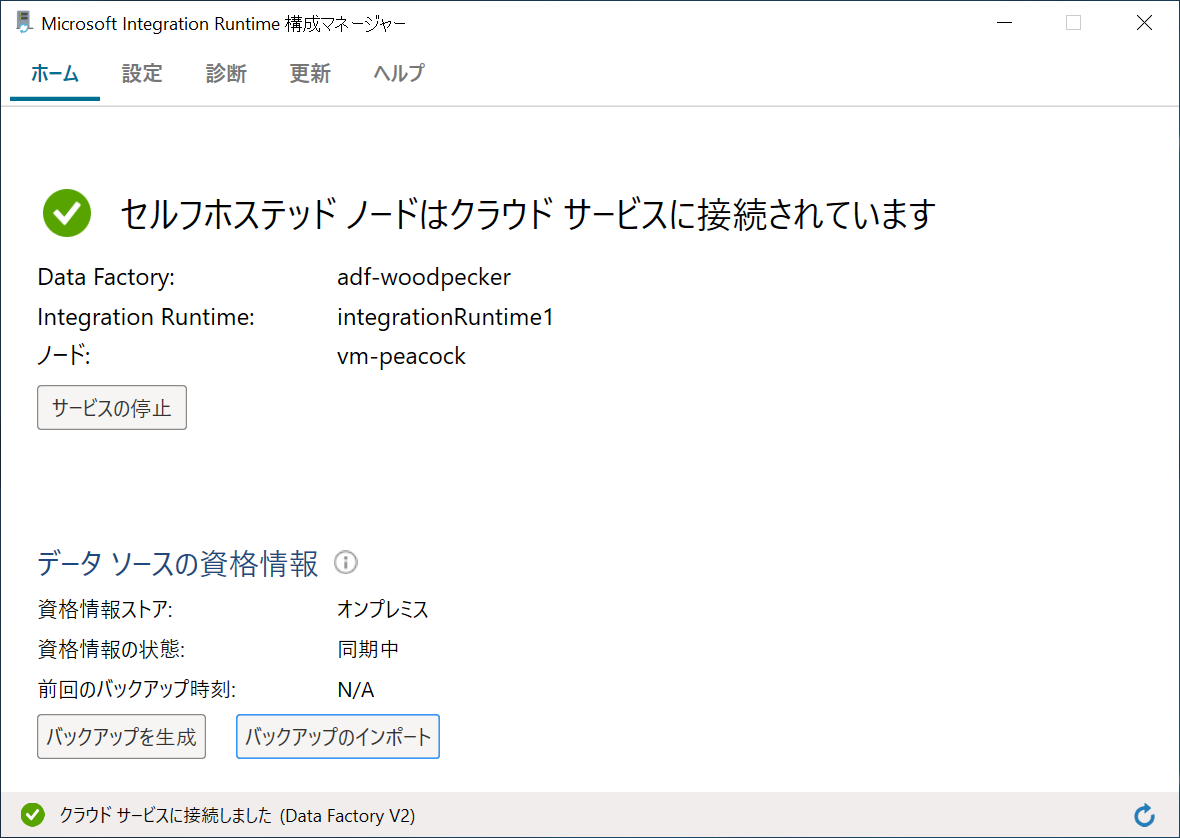 Microsoft Integration Runtime 構成マネージャー
ホーム 設定 診断 更新 ヘルプ
セルフホステッド ノードはクラウド サービスに接続されています
Data Factory: adf-woodpecker
Integration Runtime: integrationRuntime1
ノード: vm-peacock
サービスの停止
データ ソースの資格情報
資格情報ストア: オンプレミス
資格情報の状態: 同期中
前回のバックアップ時刻: N/A
バックアップを生成 バックアップのインポート
クラウド サービスに接続しました (Data Factory V2)